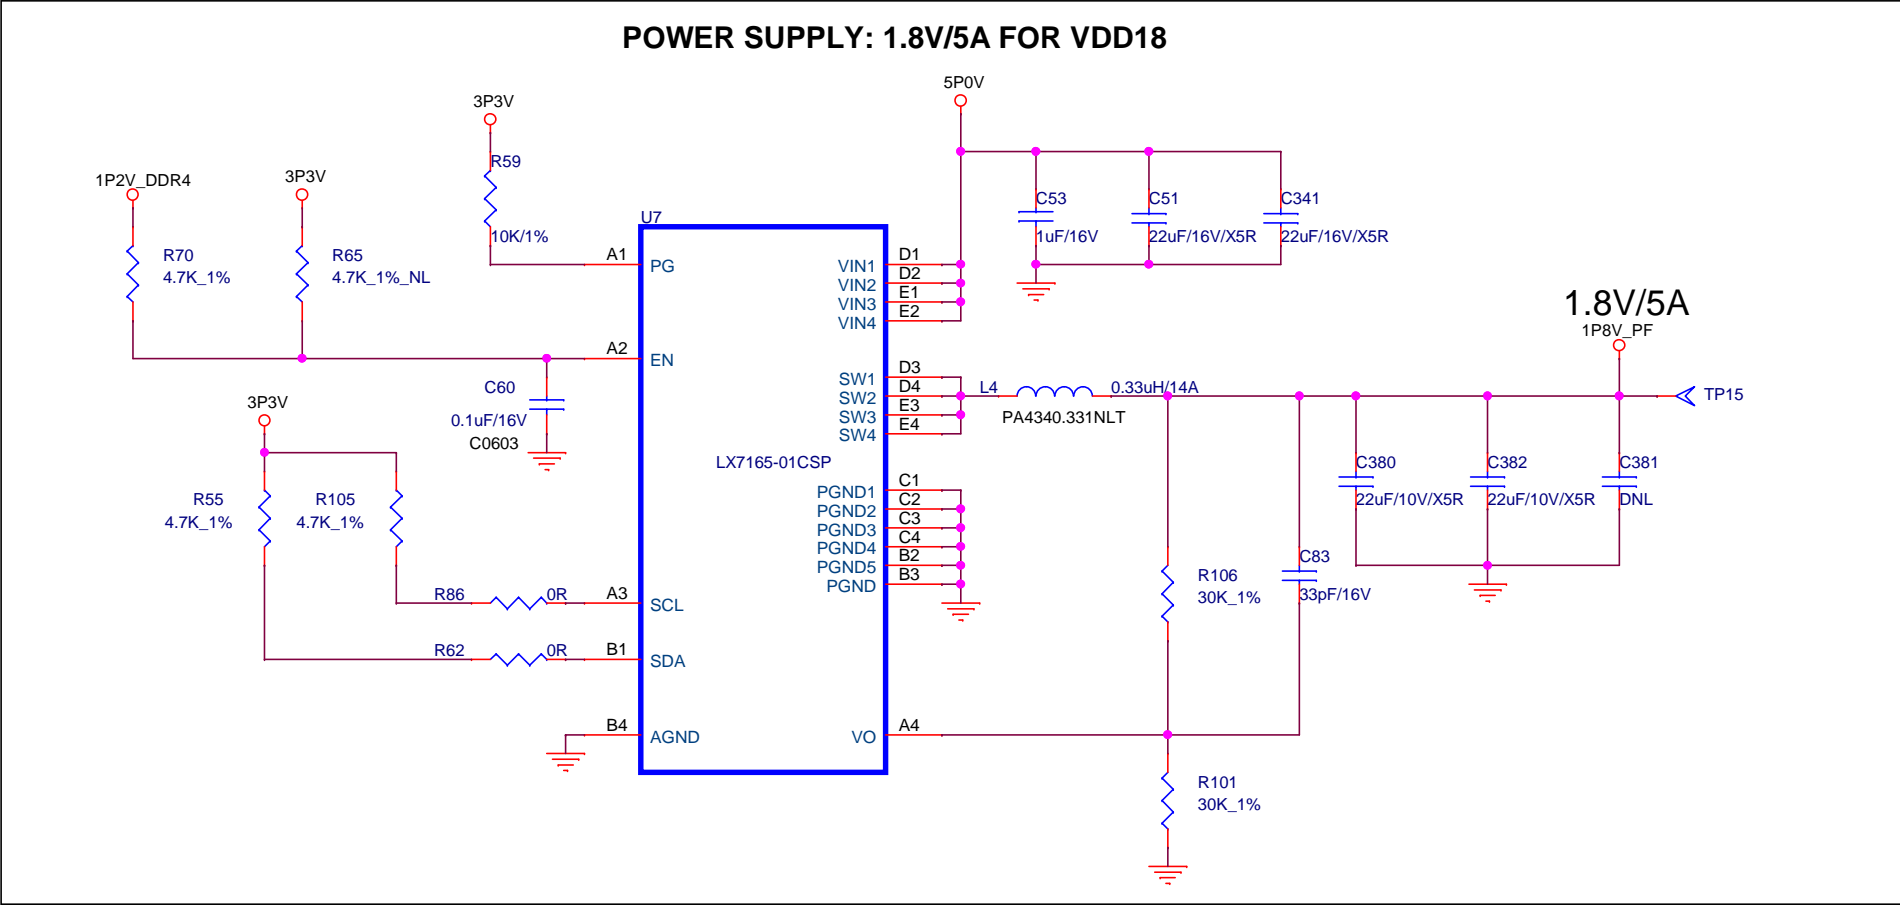 POWER SUPPLY: 1.8V/5A FOR VDD18
5P0V
3P3V
R59
10K/1%
1P2V_DDR4
3P3V
R70
4.7K_1%
R65
4.7K_1%_NL
C53
1uF/16V
C51
22uF/16V/X5R
C341
22uF/16V/X5R
U7
A1
PG
A2
EN
C60
0.1uF/16V
C0603
3P3V
R55
4.7K_1%
R105
4.7K_1%
R86
0R
A3
SCL
R62
0R
B1
SDA
B4
AGND
LX7165-01CSP
VIN1
D1
VIN2
D2
VIN3
E1
VIN4
E2
SW1
D3
SW2
D4
SW3
E3
SW4
E4
PGND1
C1
PGND2
C2
PGND3
C3
PGND4
C4
PGND5
B2
PGND
B3
VO
A4
L4
0.33uH/14A
PA4340.331NLT
1.8V/5A
1P8V_PF
TP15
C380
22uF/10V/X5R
C382
22uF/10V/X5R
C381
DNL
R106
30K_1%
C83
33pF/16V
R101
30K_1%